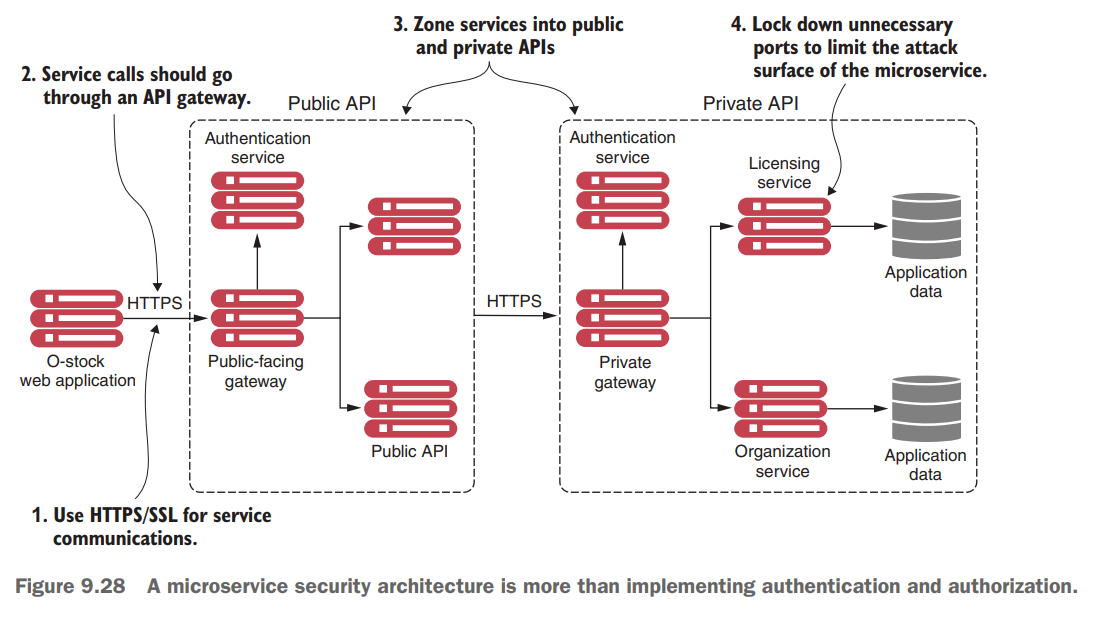 3. Zone services into public
and private APIs
4. Lock down unnecessary
ports to limit the attack
surface of the microservice.
2. Service calls should go
through an API gateway.
Public API
Private API
Authentication
service
Authentication
service
Licensing
service
Application
data
HTTPS
HTTPS
O-stock
web application
Public-facing
gateway
Private
gateway
Public API
Organization
service
Application
data
1. Use HTTPS/SSL for service
communications.
Figure 9.28 A microservice security architecture is more than implementing authentication and authorization.